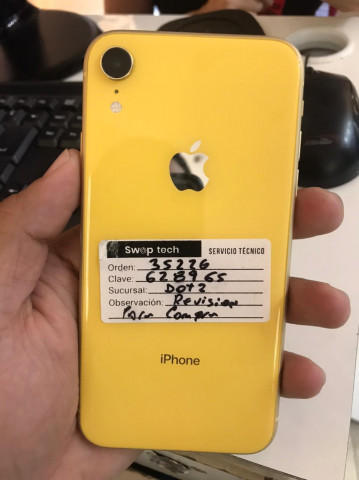 Swap tech SERVICIO TÉCNICO
Orden: 35226
Clave: 628965
Sucursal: DOT2
Observación: Revision
Para Compra
iPhone